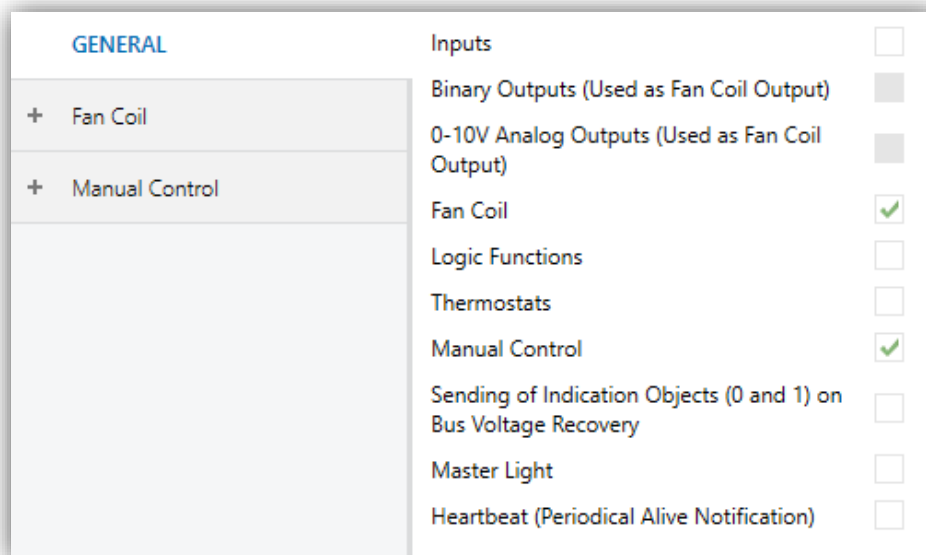 GENERAL
+ Fan Coil
+ Manual Control
Inputs
Binary Outputs (Used as Fan Coil Output)
0-10V Analog Outputs (Used as Fan Coil
Output)
Fan Coil
Logic Functions
Thermostats
Manual Control
Sending of Indication Objects (0 and 1) on
Bus Voltage Recovery
Master Light
Heartbeat (Periodical Alive Notification)